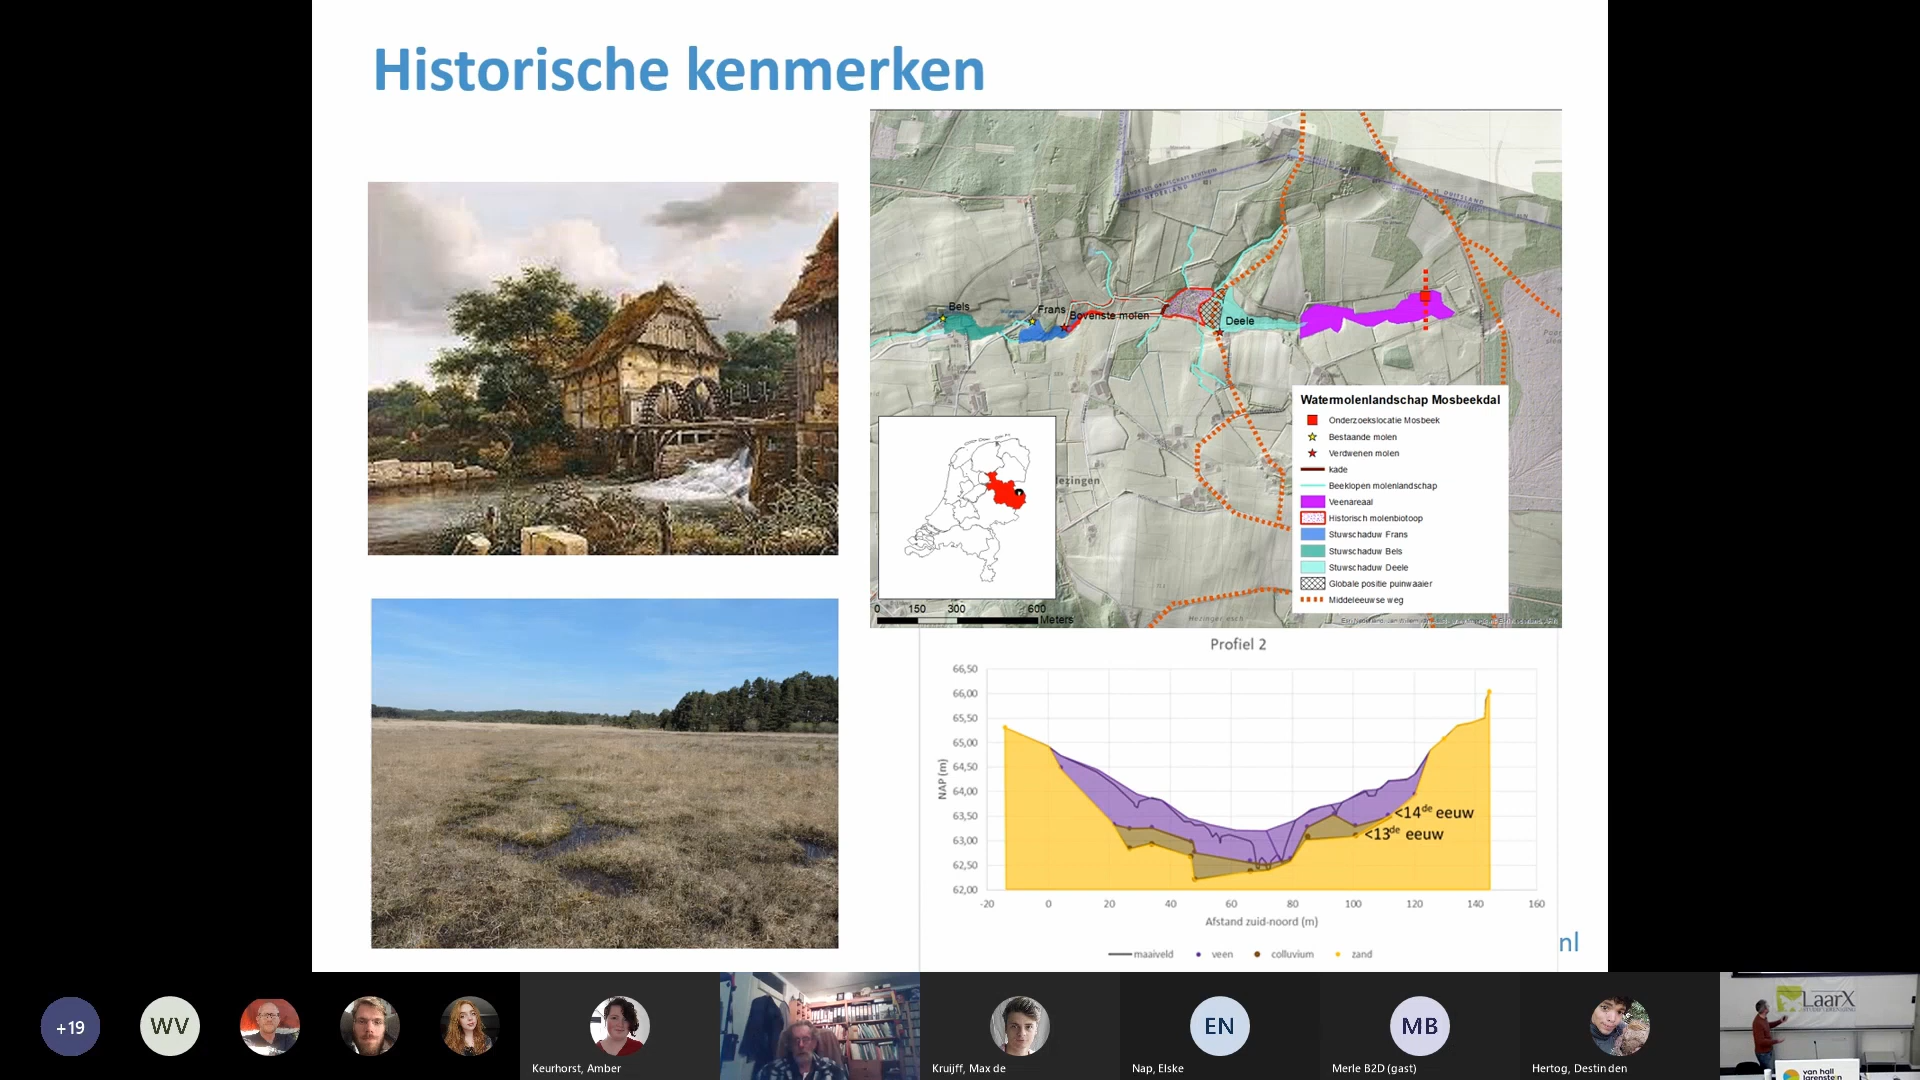 Historische kenmerken
NEDERLAND
DUITSLAND
Bels
Frans
Bovenste molen
Deele
Hezingen
Watermolenlandschap Mosbeekdal
Onderzoekslocatie Mosbeek
Bestaande molen
Verdwenen molen
kade
Beeklopen molenlandschap
Veenareaal
Historisch molenbiotoop
Stuwschaduw Frans
Stuwschaduw Bels
Stuwschaduw Deele
Globale positie puinwaaier
Middeleeuwse weg
0 150 300 600
Meters
Hezinger esch
Profiel 2
66,50
66,00
65,50
65,00
64,50
64,00
63,50
63,00
62,50
62,00
NAP (m)
<14de eeuw
<13de eeuw
-20 0 20 40 60 80 100 120 140 160
Afstand zuid-noord (m)
maaiveld veen colluvium zand
nl
+19
WV
Keurhorst, Amber
Kruijff, Max de
EN
Nap, Elske
MB
Merle B2D (gast)
Hertog, Destin den
LaarX
van hall
larenstein